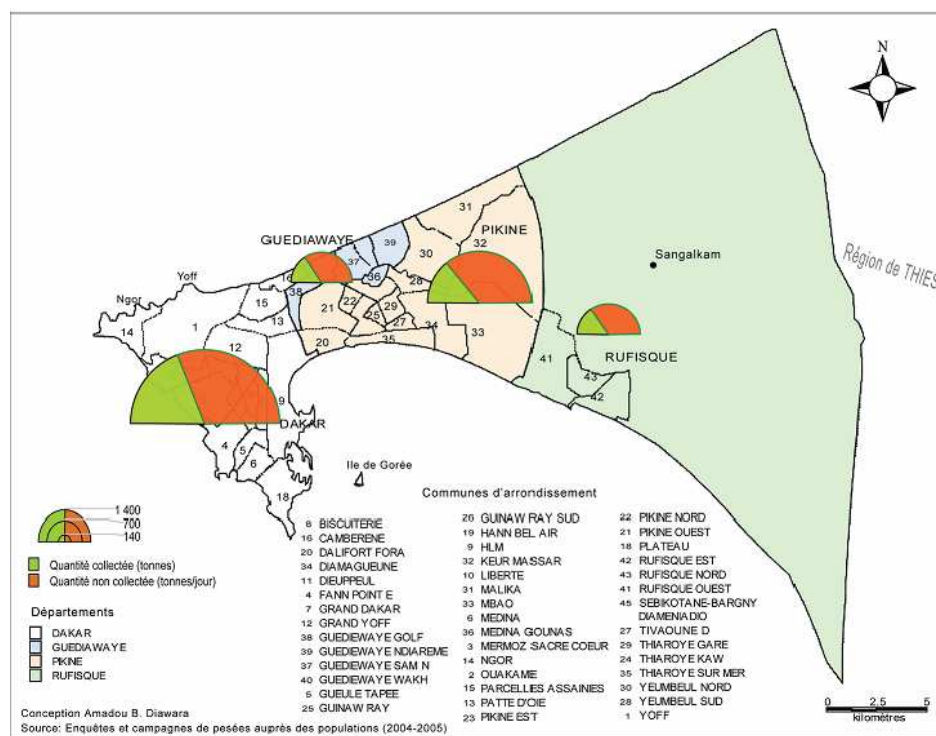 N
31
PIKINE
32
39
GUEDIAWAYE
30
37
36
28
Sangalkam
Région de THIES
Yoff
16
38
Ngor
15
21
22
29
14
1
13
25
27
34
33
12
20
35
41
RUFISQUE
43
42
9
DAKAR
4
5
6
Ile de Gorée
18
Communes d'arrondissement
1 400
700
140
Quantité collectée (tonnes)
Quantité non collectée (tonnes/jour)
Départements
DAKAR
GUEDIAWAYE
PIKINE
RUFISQUE
8 BISCUITERIE
16 CAMBERENE
20 DALIFORT FORA
34 DIAMAGUEUNE
11 DIEUPPEUL
4 FANN POINT E
7 GRAND DAKAR
12 GRAND YOFF
38 GUEDIEWAYE GOLF
39 GUEDIEWAYE NDIAREME
37 GUEDIEWAYE SAM N
40 GUEDIEWAYE WAKH
5 GUEULE TAPEE
25 GUINAW RAY
26 GUINAW RAY SUD
19 HANN BEL AIR
9 HLM
32 KEUR MASSAR
10 LIBERTE
31 MALIKA
33 MBAO
6 MEDINA
36 MEDINA GOUNAS
3 MERMOZ SACRE COEUR
14 NGOR
2 OUAKAME
15 PARCELLIES ASSAINIES
13 PATTE D'OIE
23 PIKINE EST
22 PIKINE NORD
21 PIKINE OUEST
18 PLATEAU
42 RUFISQUE EST
43 RUFISQUE NORD
41 RUFISQUE OUEST
45 SEBIKOTANE-BARGNY
DIAMENIADIO
27 TIVAOUNE D
29 THIAROYE GARE
24 THIAROYE KAW
35 THIAROYE SUR MER
30 YEUMBEUL NORD
28 YEUMBEUL SUD
1 YOFF
0 2.5 5
kilomètres
Conception Amadou B. Diawara
Source: Enquêtes et campagnes de pesées auprès des populations (2004-2005)